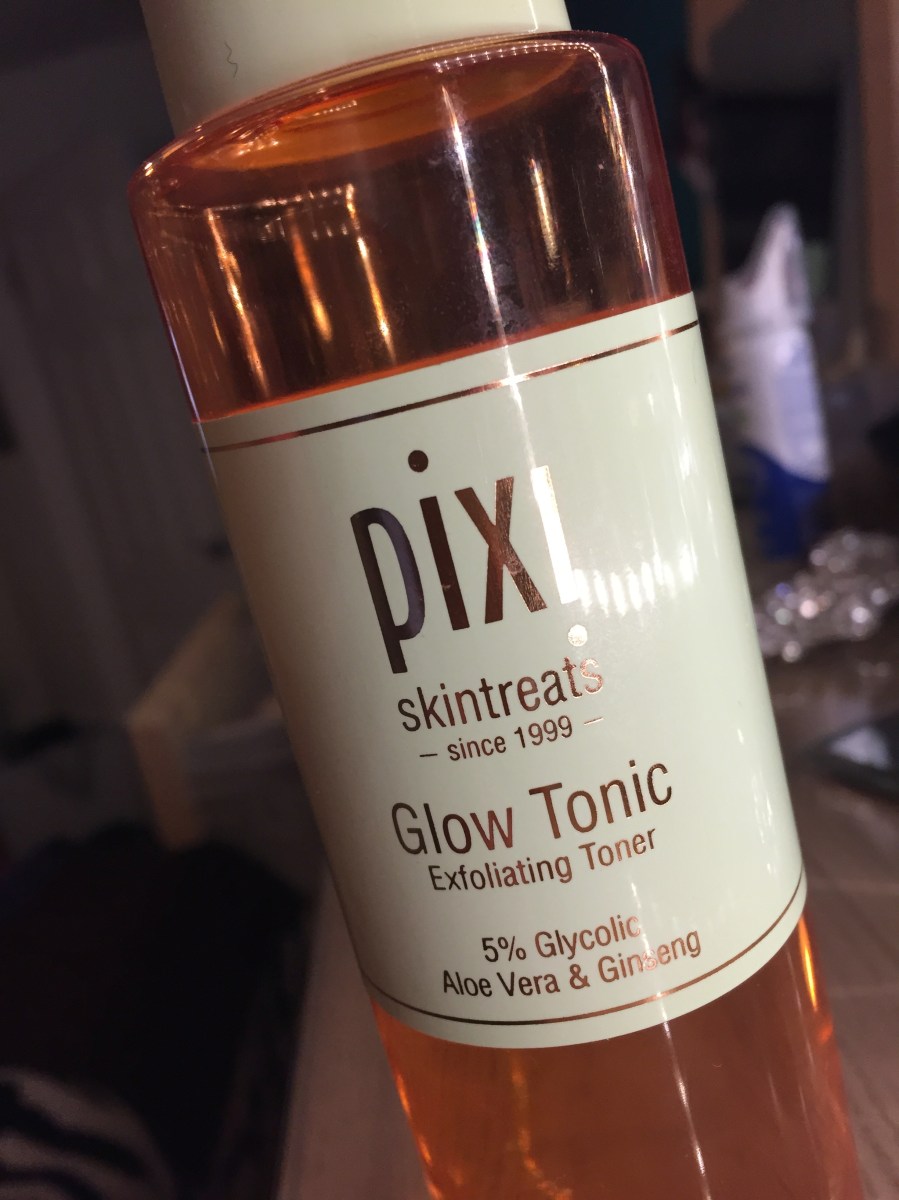 pixi
skintreats
– since 1999 –
Glow Tonic
Exfoliating Toner
5% Glycolic
Aloe Vera & Ginseng